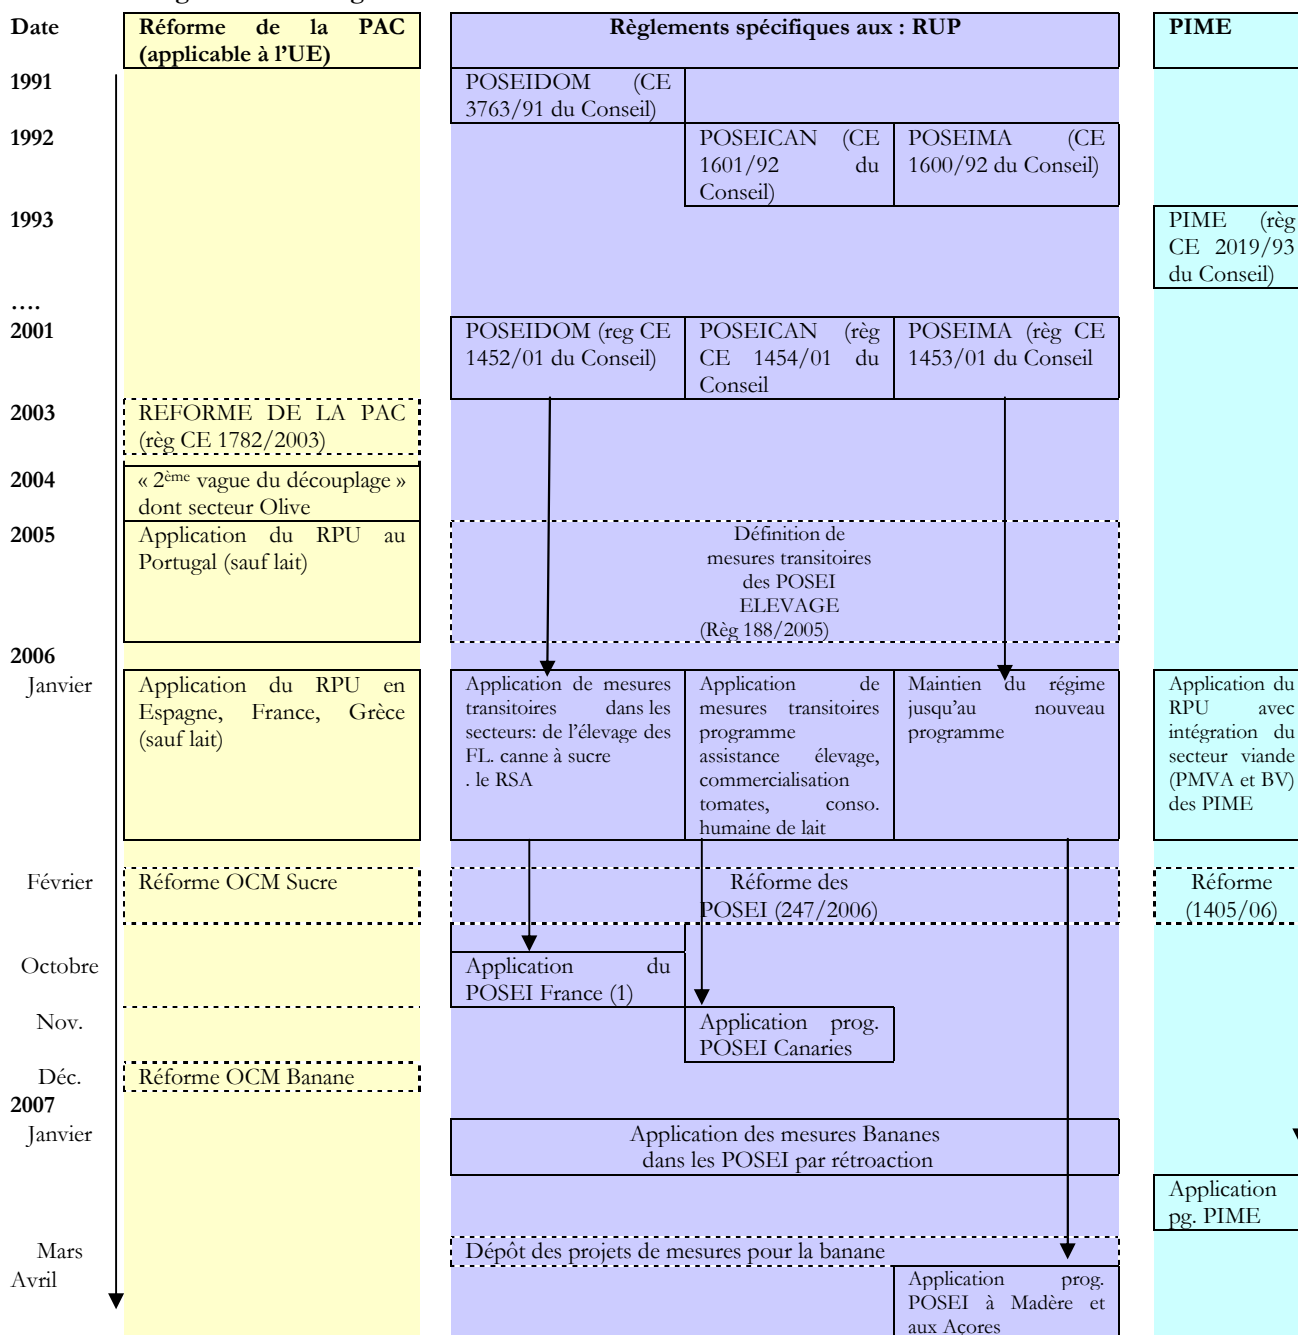 Date
Réforme de la PAC
(applicable à l'UE)
Règlements spécifiques aux : RUP
PIME
1991
POSEIDOM (CE
3763/91 du Conseil)
1992
POSEICAN (CE
1601/92 du
Conseil)
POSEIMA (CE
1600/92 du Conseil)
1993
PIME (règ
CE 2019/93
du Conseil)
....
2001
POSEIDOM (reg CE
1452/01 du Conseil)
POSEICAN (règ
CE 1454/01 du
Conseil
POSEIMA (règ CE
1453/01 du Conseil
2003
REFORME DE LA PAC
(règ CE 1782/2003)
2004
« 2ème vague du découplage »
dont secteur Olive
2005
Application du RPU au
Portugal (sauf lait)
Définition de
mesures transitoires
des POSEI
ELEVAGE
(Règ 188/2005)
2006
Janvier
Application du RPU en
Espagne, France, Grèce
(sauf lait)
Application de mesures
transitoires dans les
secteurs: de l'élevage des
FL. canne à sucre
. le RSA
Application de
mesures transitoires
programme
assistance élevage,
commercialisation
tomates, conso.
humaine de lait
Maintien du régime
jusqu'au nouveau
programme
Application du
RPU avec
intégration du
secteur viande
(PMVA et BV)
des PIME
Février
Réforme OCM Sucre
Réforme des
POSEI (247/2006)
Réforme
(1405/06)
Octobre
Application du
POSEI France (1)
Nov.
Application prog.
POSEI Canaries
Déc.
Réforme OCM Banane
2007
Janvier
Application des mesures Bananes
dans les POSEI par rétroaction
Application
pg. PIME
Mars
Dépôt des projets de mesures pour la banane
Avril
Application prog.
POSEI à Madère et
aux Açores